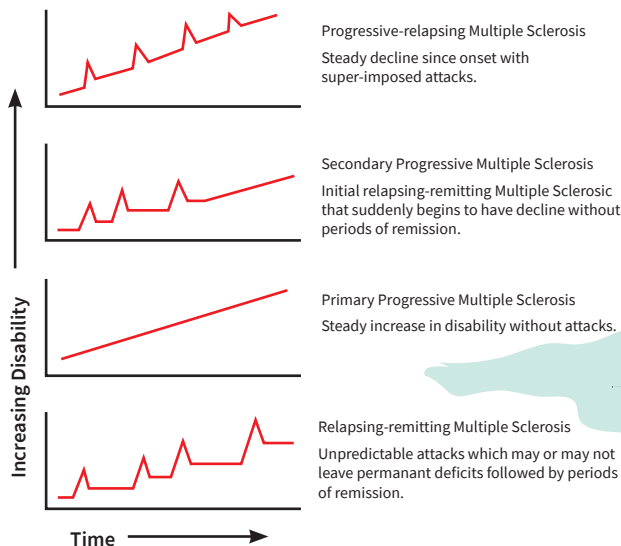 Progressive-relapsing Multiple Sclerosis
Steady decline since onset with
super-imposed attacks.
Secondary Progressive Multiple Sclerosis
Initial relapsing-remitting Multiple Sclerosic
that suddenly begins to have decline without
periods of remission.
Primary Progressive Multiple Sclerosis
Steady increase in disability without attacks.
Relapsing-remitting Multiple Sclerosis
Unpredictable attacks which may or may not
leave permanant deficits followed by periods
of remission.
Increasing Disability
Time